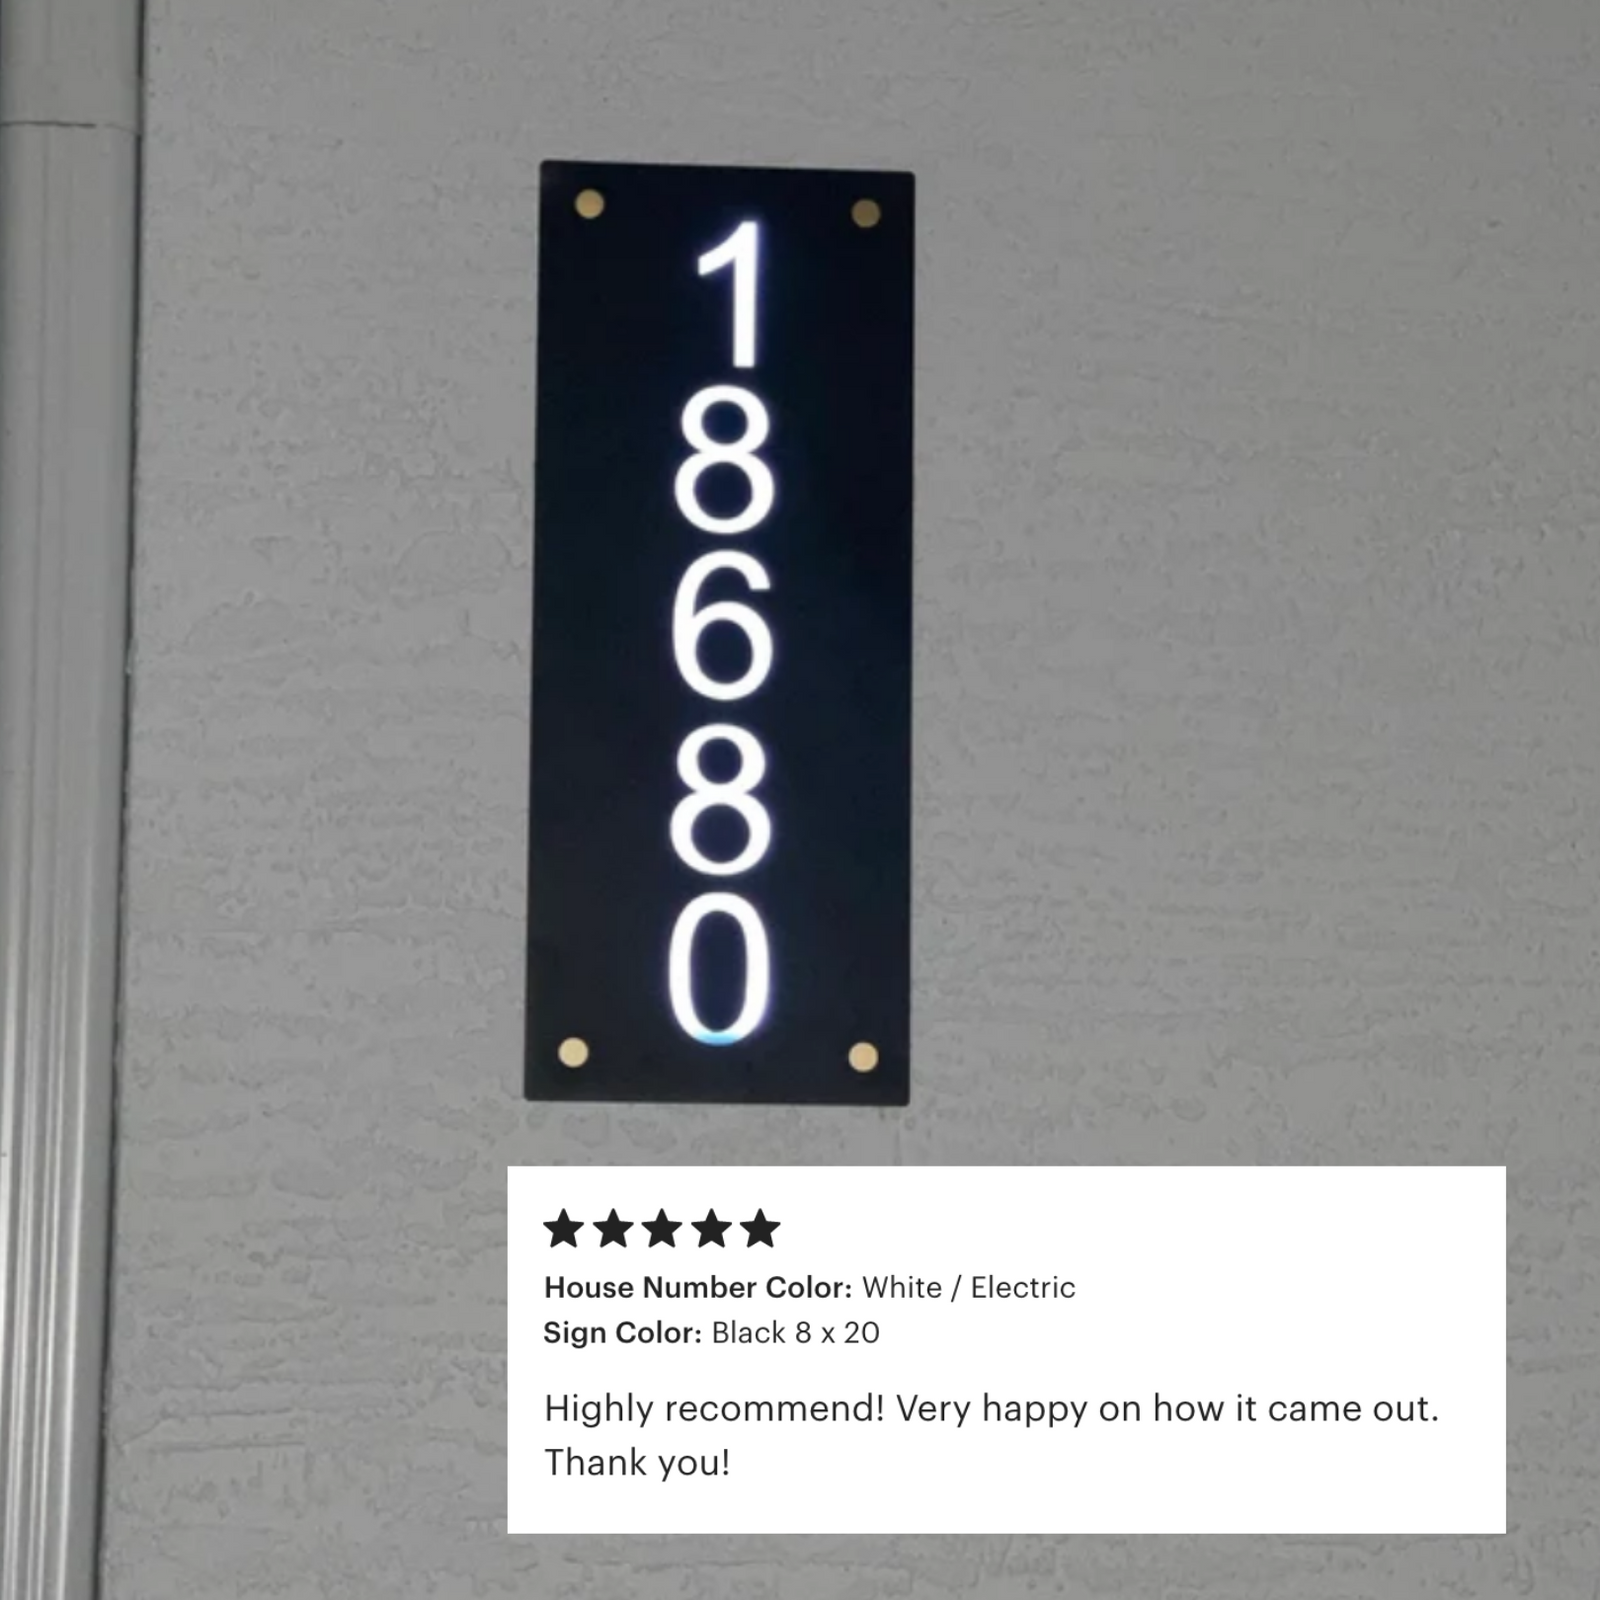 1
8
6
8
0
★★★★★
House Number Color: White / Electric
Sign Color: Black 8 x 20
Highly recommend! Very happy on how it came out.
Thank you!